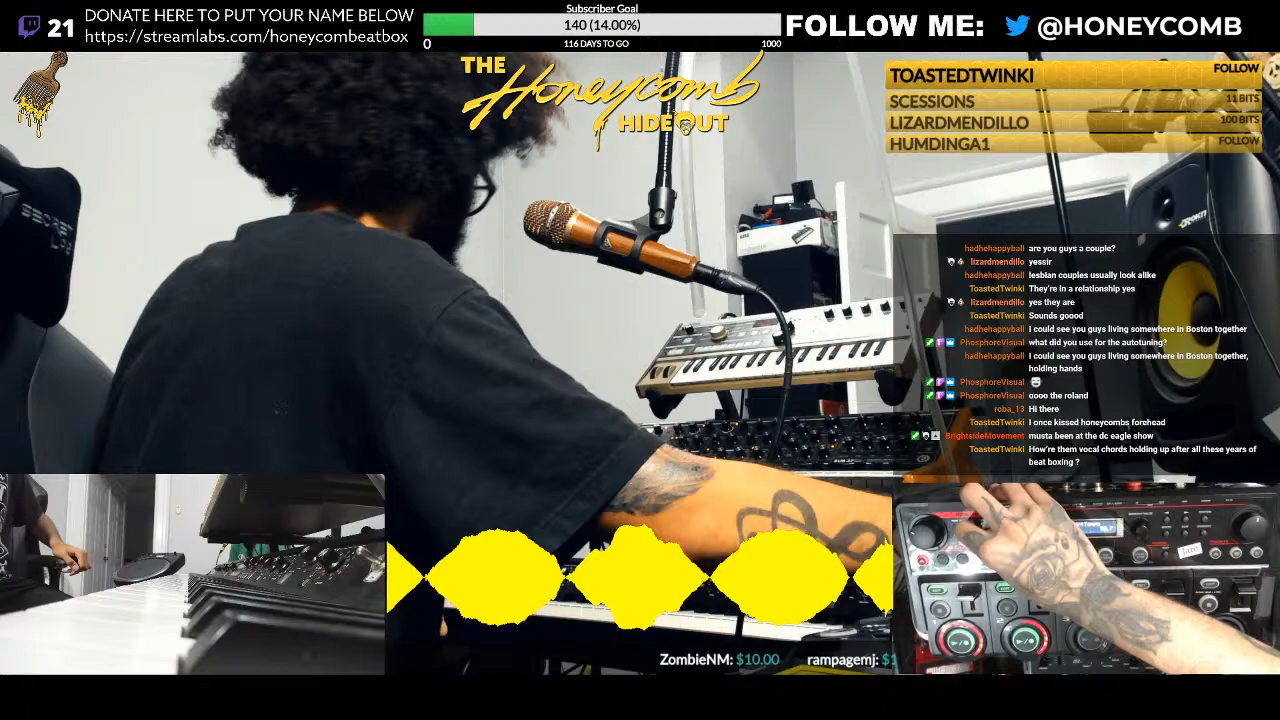 21
DONATE HERE TO PUT YOUR NAME BELOW
https://streamlabs.com/honeycombeatbox
Subscriber Goal
140 (14.00%)
0
116 DAYS TO GO
1000
FOLLOW ME:
@HONEYCOMB
THE
Honeycomb
HIDEOUT
TOASTEDTWINKI FOLLOW
SCESSIONS 11 BITS
LIZARDMENDILLO 100 BITS
HUMDINGA1 FOLLOW
SECRET
ROKIT
hadhehappyball are you guys a couple?
lizardmendillo yessir
hadhehappyball lesbian couples usually look alike
ToastedTwinki They're in a relationship yes
lizardmendillo yes they are
ToastedTwinki Sounds goood
hadhehappyball I could see you guys living somewhere in Boston together
PhosphoreVisual what did you use for the autotuning?
hadhehappyball I could see you guys living somewhere in Boston together,
holding hands
PhosphoreVisual
PhosphoreVisual oooo the roland
roba_13 Hi there
ToastedTwinki I once kissed honeycombs forehead
BrightsideMovement musta been at the dc eagle show
ToastedTwinki How're them vocal chords holding up after all these years of
beat boxing ?
1
2
ZombieNM: $10.00
rampagemj: $1